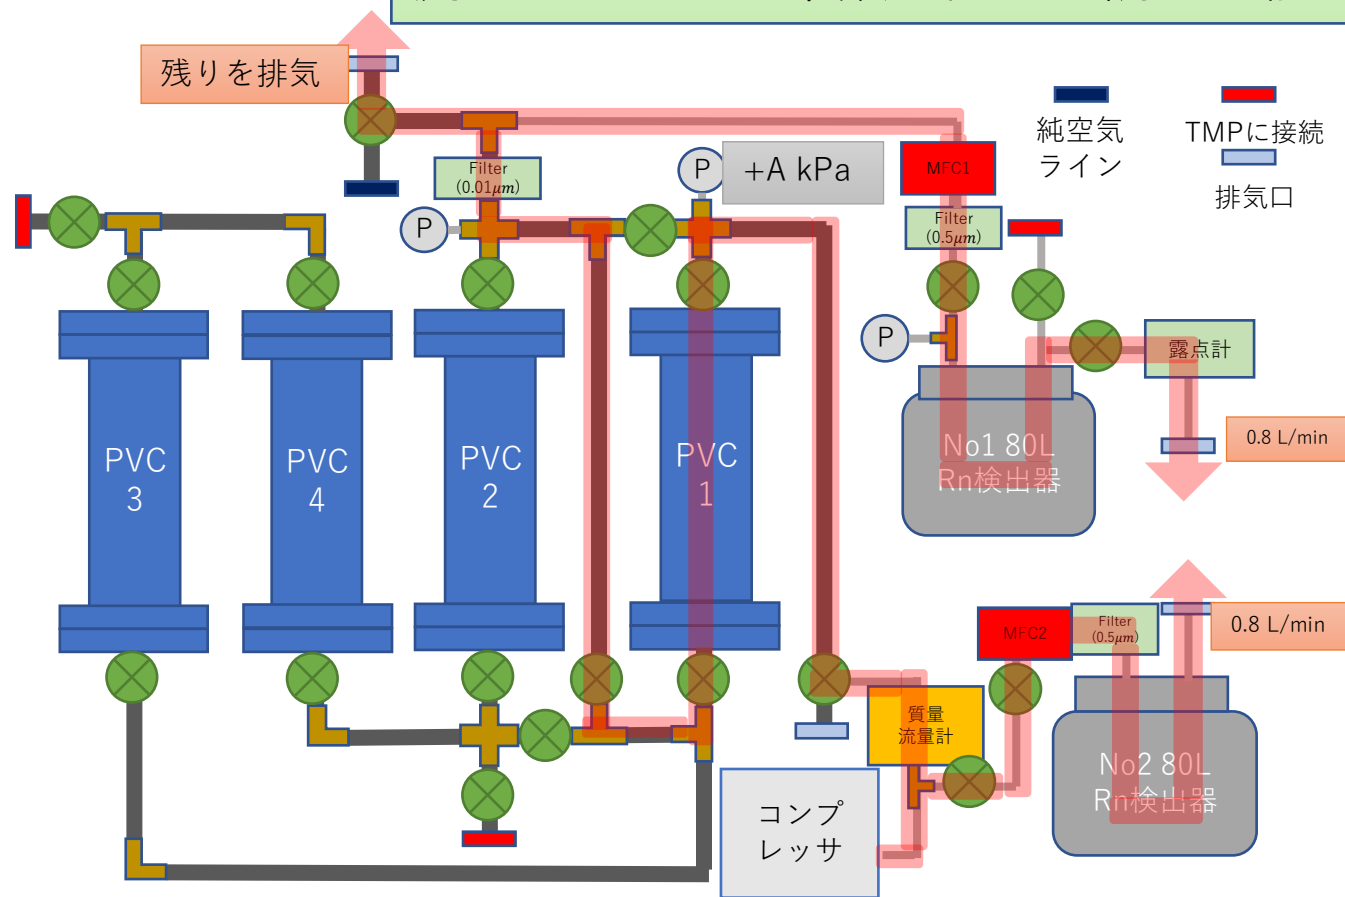 残りを排気
純空気
ライン
TMPに接続
排気口
Filter
(0.01μm)
P
P
+A kPa
MFC1
Filter
(0.5μm)
P
露点計
0.8 L/min
No1 80L
Rn検出器
PVC
3
PVC
4
PVC
2
PVC
1
MFC2
Filter
(0.5μm)
0.8 L/min
質量
流量計
コンプ
レッサ
No2 80L
Rn検出器